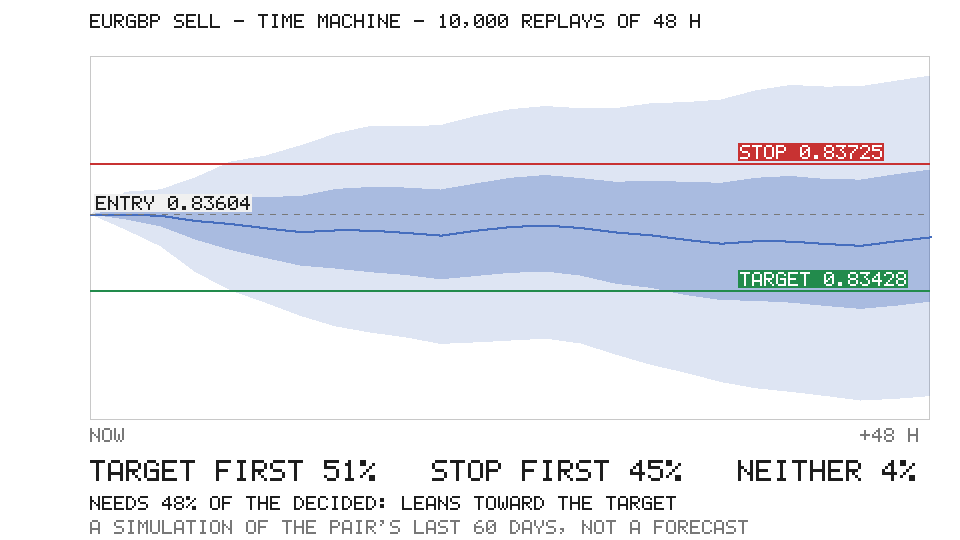 EURGBP SELL - TIME MACHINE - 10,000 REPLAYS OF 48 H
STOP 0.83725
ENTRY 0.83604
TARGET 0.83428
NOW
+48 H
TARGET FIRST 51% STOP FIRST 45% NEITHER 4%
NEEDS 48% OF THE DECIDED: LEANS TOWARD THE TARGET
A SIMULATION OF THE PAIR'S LAST 60 DAYS, NOT A FORECAST